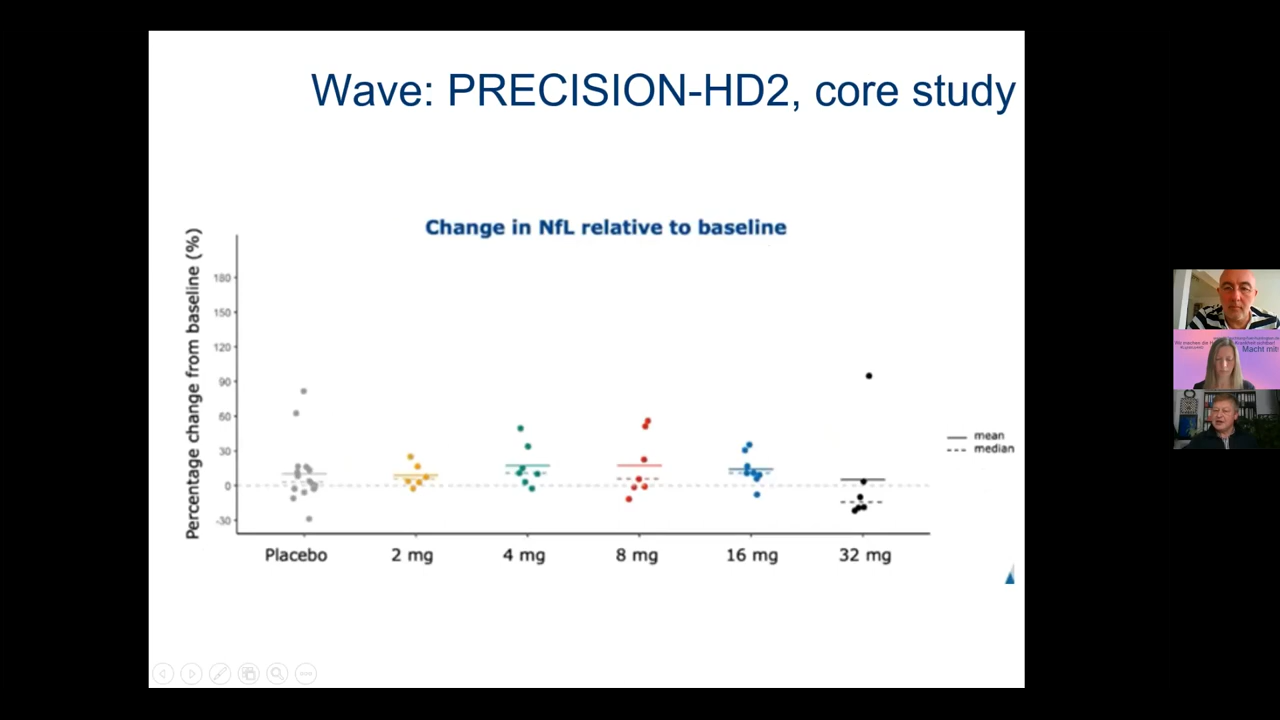 Wave: PRECISION-HD2, core study
Change in NfL relative to baseline
Percentage change from baseline (%)
180
150
120
90
60
30
0
-30
Placebo
2 mg
4 mg
8 mg
16 mg
32 mg
mean
median
Macht mit